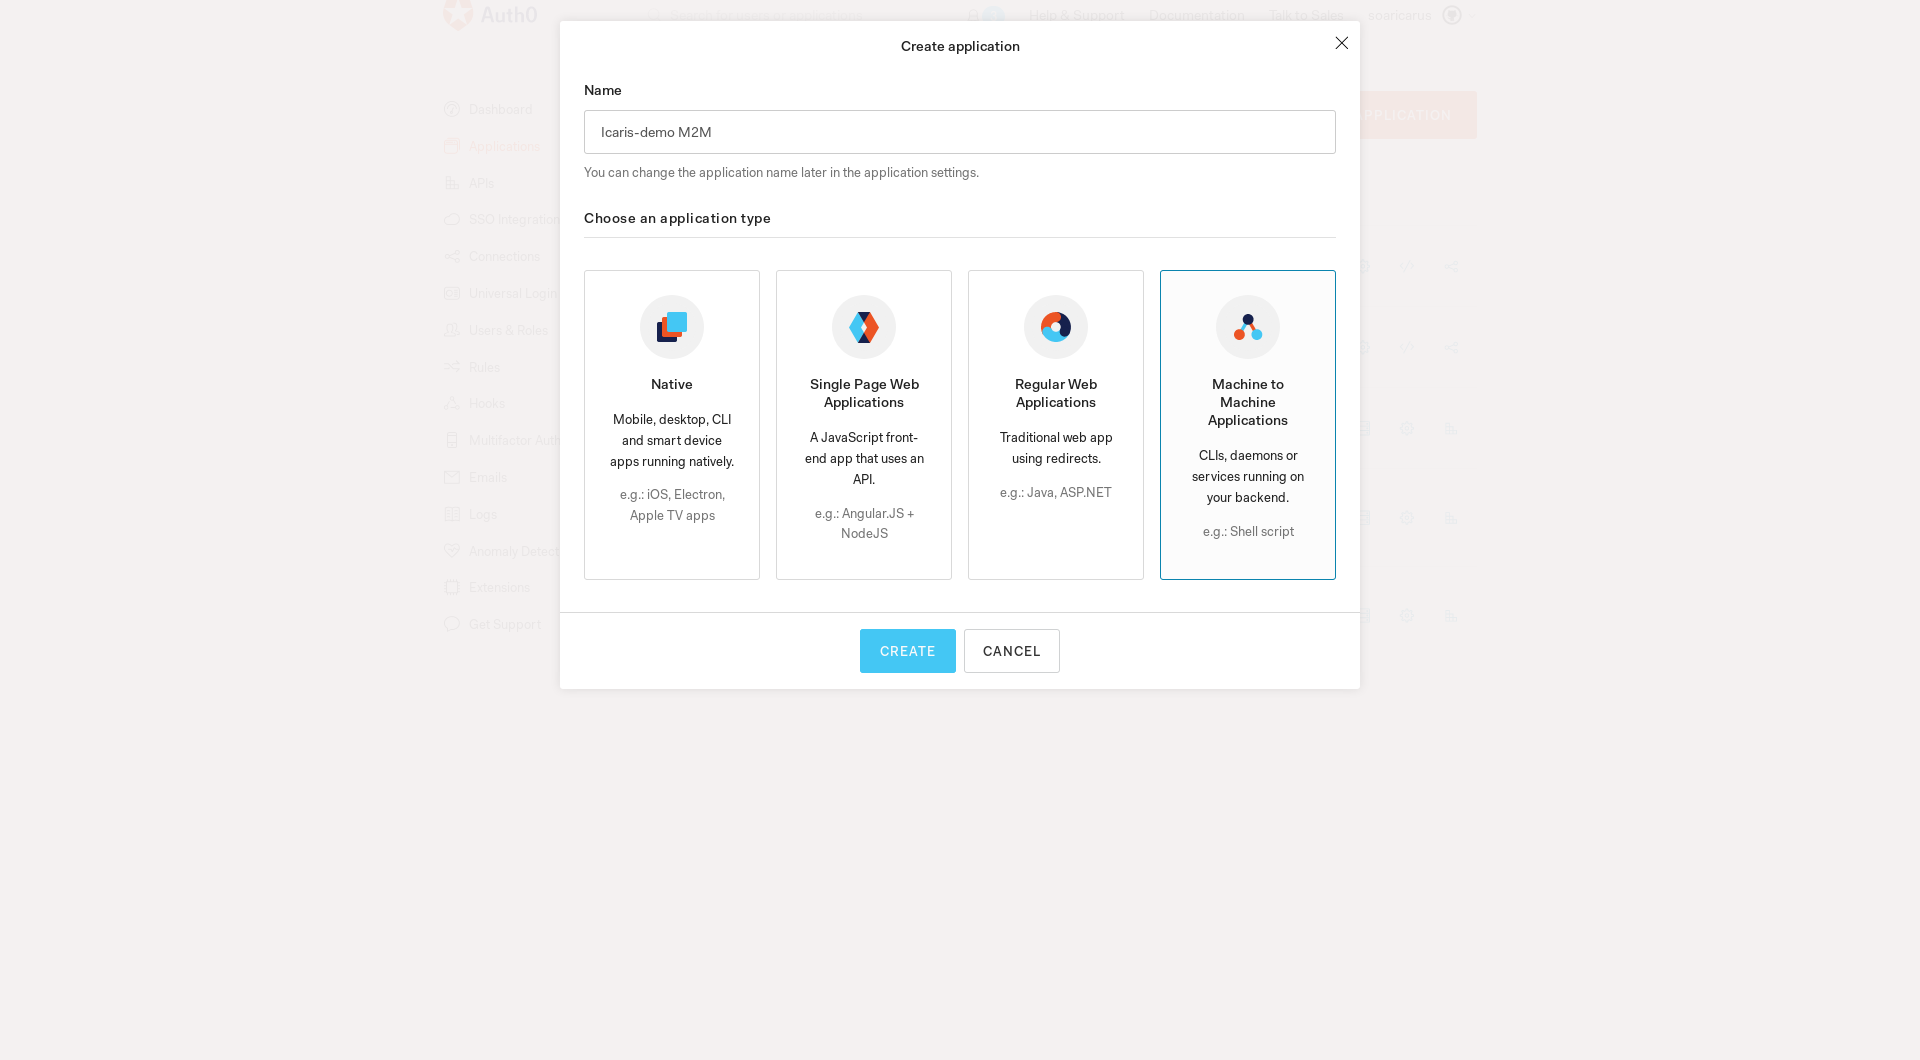 Auth0
Help & Support
Documentation
Talk to Sales
soaricarus
Create application
Name
Icaris-demo M2M
You can change the application name later in the application settings.
Choose an application type
Native
Mobile, desktop, CLI
and smart device
apps running natively.
e.g.: iOS, Electron,
Apple TV apps
Single Page Web
Applications
A JavaScript front-
end app that uses an
API.
e.g.: Angular.JS +
NodeJS
Regular Web
Applications
Traditional web app
using redirects.
e.g.: Java, ASP.NET
Machine to
Machine
Applications
CLIs, daemons or
services running on
your backend.
e.g.: Shell script
CREATE
CANCEL
Dashboard
Applications
APIs
SSO Integration
Connections
Universal Login
Users & Roles
Rules
Hooks
Multifactor Auth
Emails
Logs
Anomaly Detect
Extensions
Get Support
PPLICATION